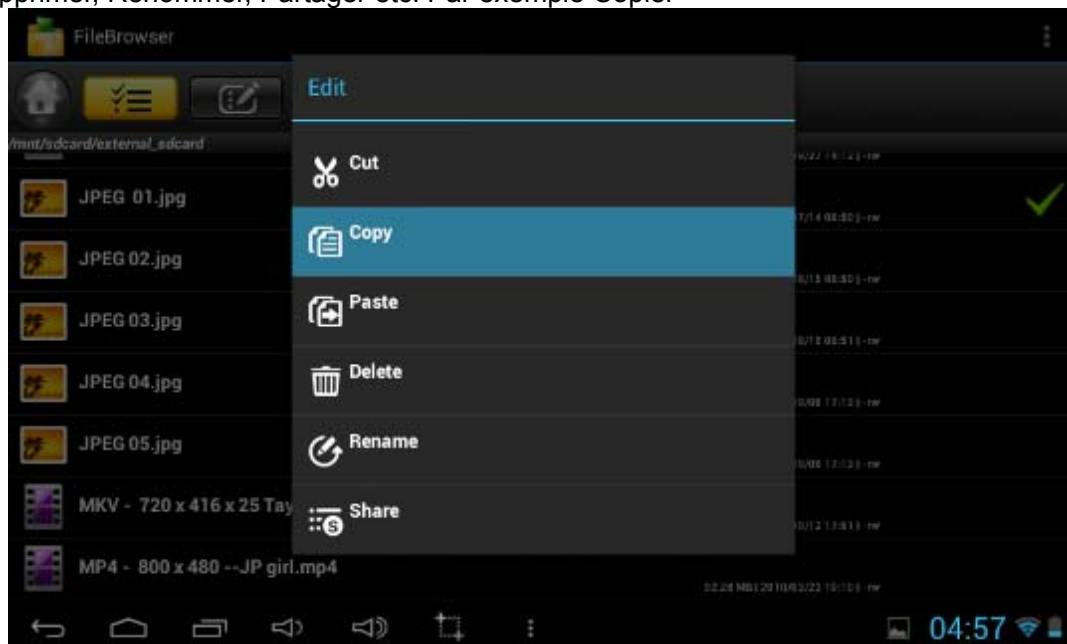 Renommer, Partager etc. Par exemple Copier
FileBrowser
Edit
/mnt/sdcard/external_sdcard
Cut
JPEG 01.jpg
Copy
JPEG 02.jpg
Paste
JPEG 03.jpg
Delete
JPEG 04.jpg
Rename
JPEG 05.jpg
Share
MKV - 720 x 416 x 25 Tay
MP4 - 800 x 480 --JP girl.mp4
04:57